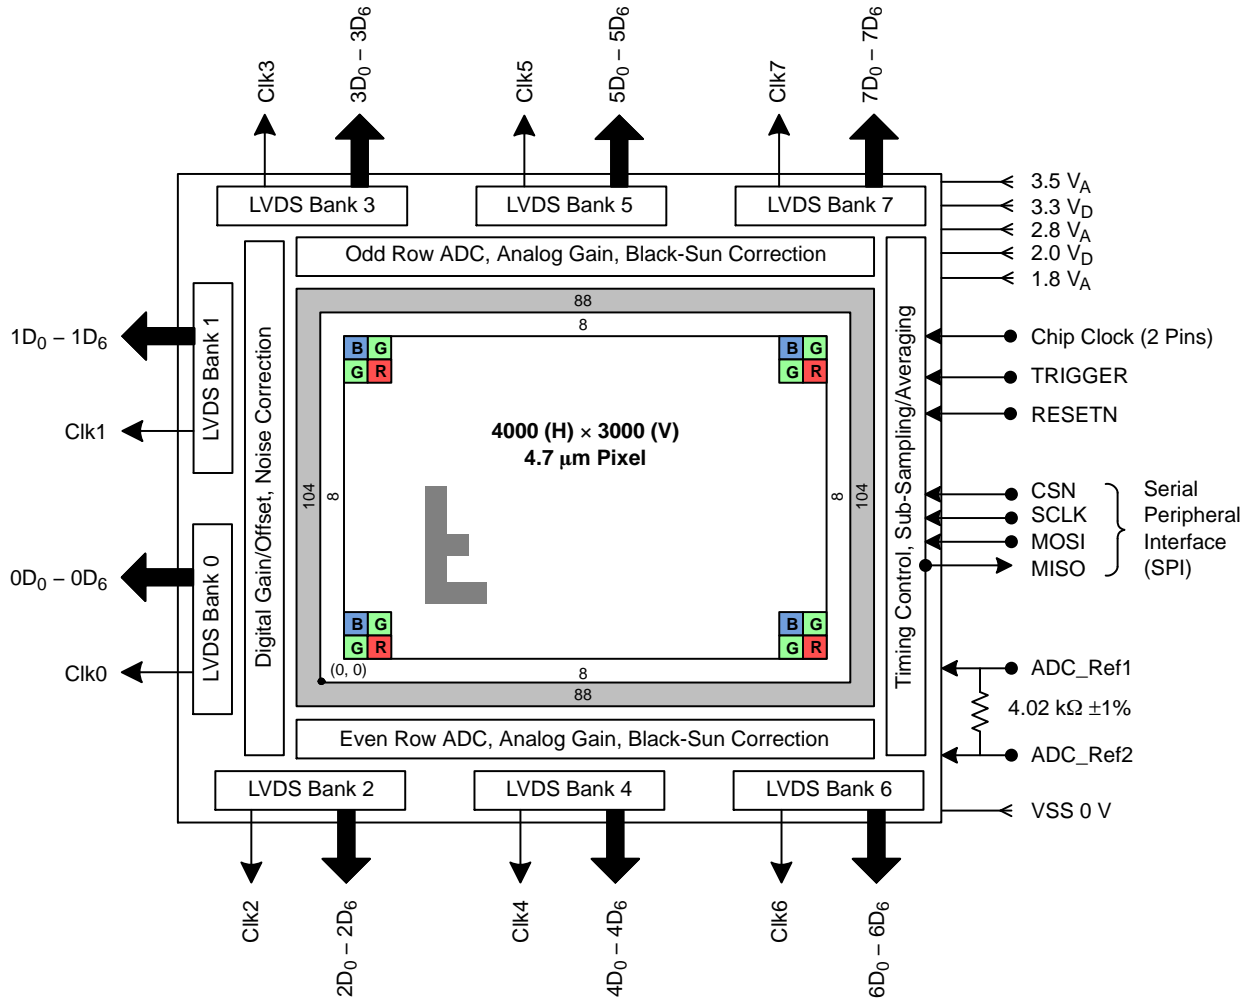 3D₀ – 3D₆
5D₀ – 5D₆
7D₀ – 7D₆
Clk3
Clk5
Clk7
LVDS Bank 3
LVDS Bank 5
LVDS Bank 7
3.5 V_A
3.3 V_D
2.8 V_A
2.0 V_D
1.8 V_A
Odd Row ADC, Analog Gain, Black-Sun Correction
88
8
1D₀ – 1D₆
LVDS Bank 1
Clk1
0D₀ – 0D₆
LVDS Bank 0
Clk0
Digital Gain/Offset, Noise Correction
104
8
B G
G R
B G
G R
4000 (H) × 3000 (V)
4.7 μm Pixel
B G
G R
B G
G R
(0, 0)
8
104
8
88
Timing Control, Sub-Sampling/Averaging
Chip Clock (2 Pins)
TRIGGER
RESETN
CSN
SCLK
MOSI
MISO
Serial
Peripheral
Interface
(SPI)
ADC_Ref1
4.02 kΩ ±1%
ADC_Ref2
VSS 0 V
Even Row ADC, Analog Gain, Black-Sun Correction
LVDS Bank 2
LVDS Bank 4
LVDS Bank 6
Clk2
2D₀ – 2D₆
Clk4
4D₀ – 4D₆
Clk6
6D₀ – 6D₆